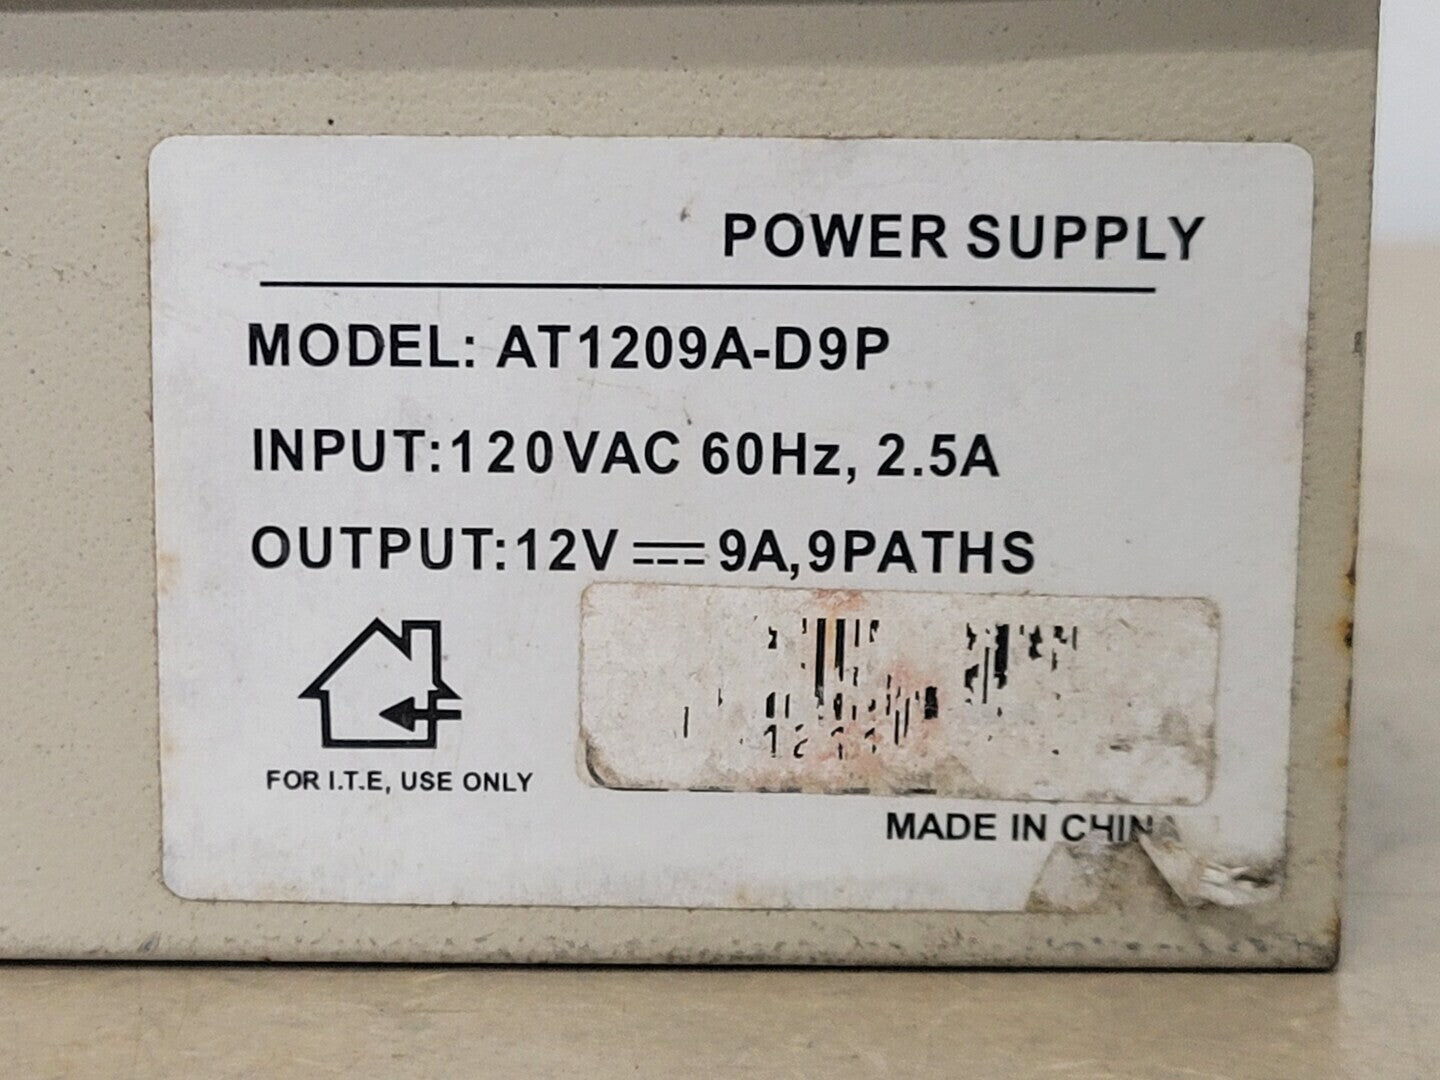 POWER SUPPLY
MODEL: AT1209A-D9P
INPUT:120VAC 60Hz, 2.5A
OUTPUT:12V ⎓ 9A,9PATHS
FOR I.T.E, USE ONLY
MADE IN CHINA